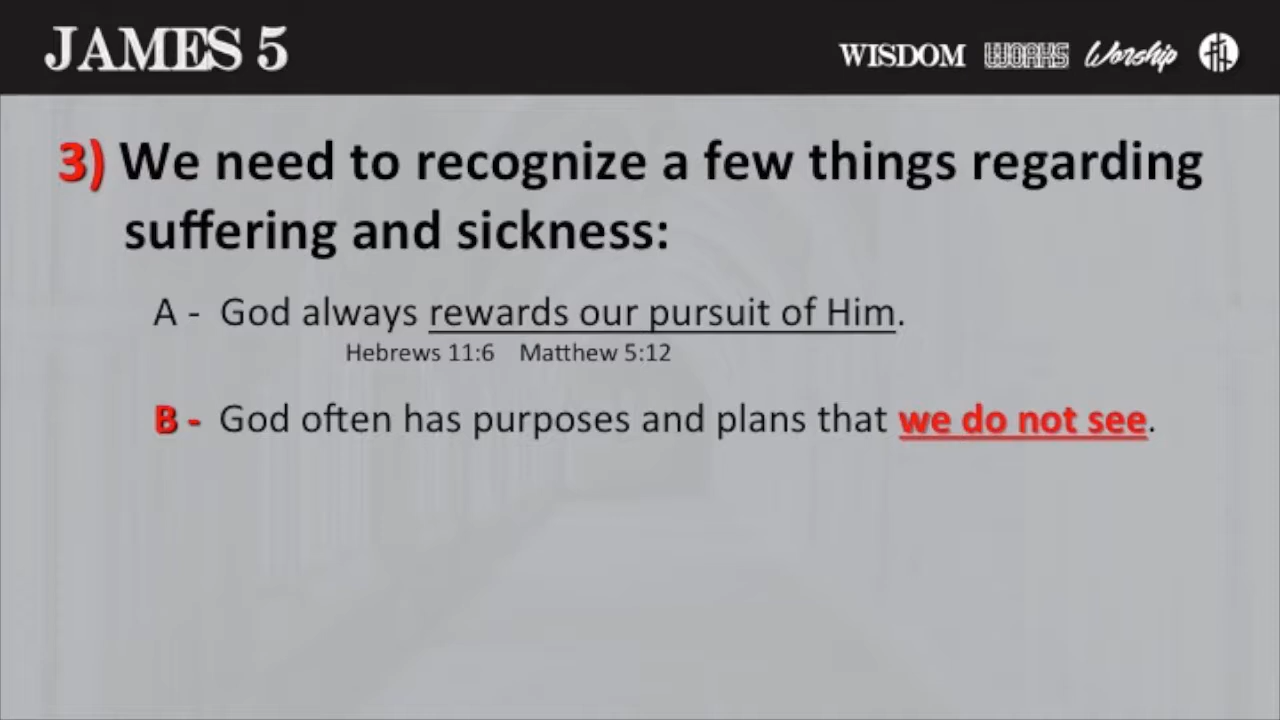 JAMES 5
WISDOM WORKS Worship
3) We need to recognize a few things regarding
suffering and sickness:
A - God always rewards our pursuit of Him.
Hebrews 11:6 Matthew 5:12
B - God often has purposes and plans that we do not see.